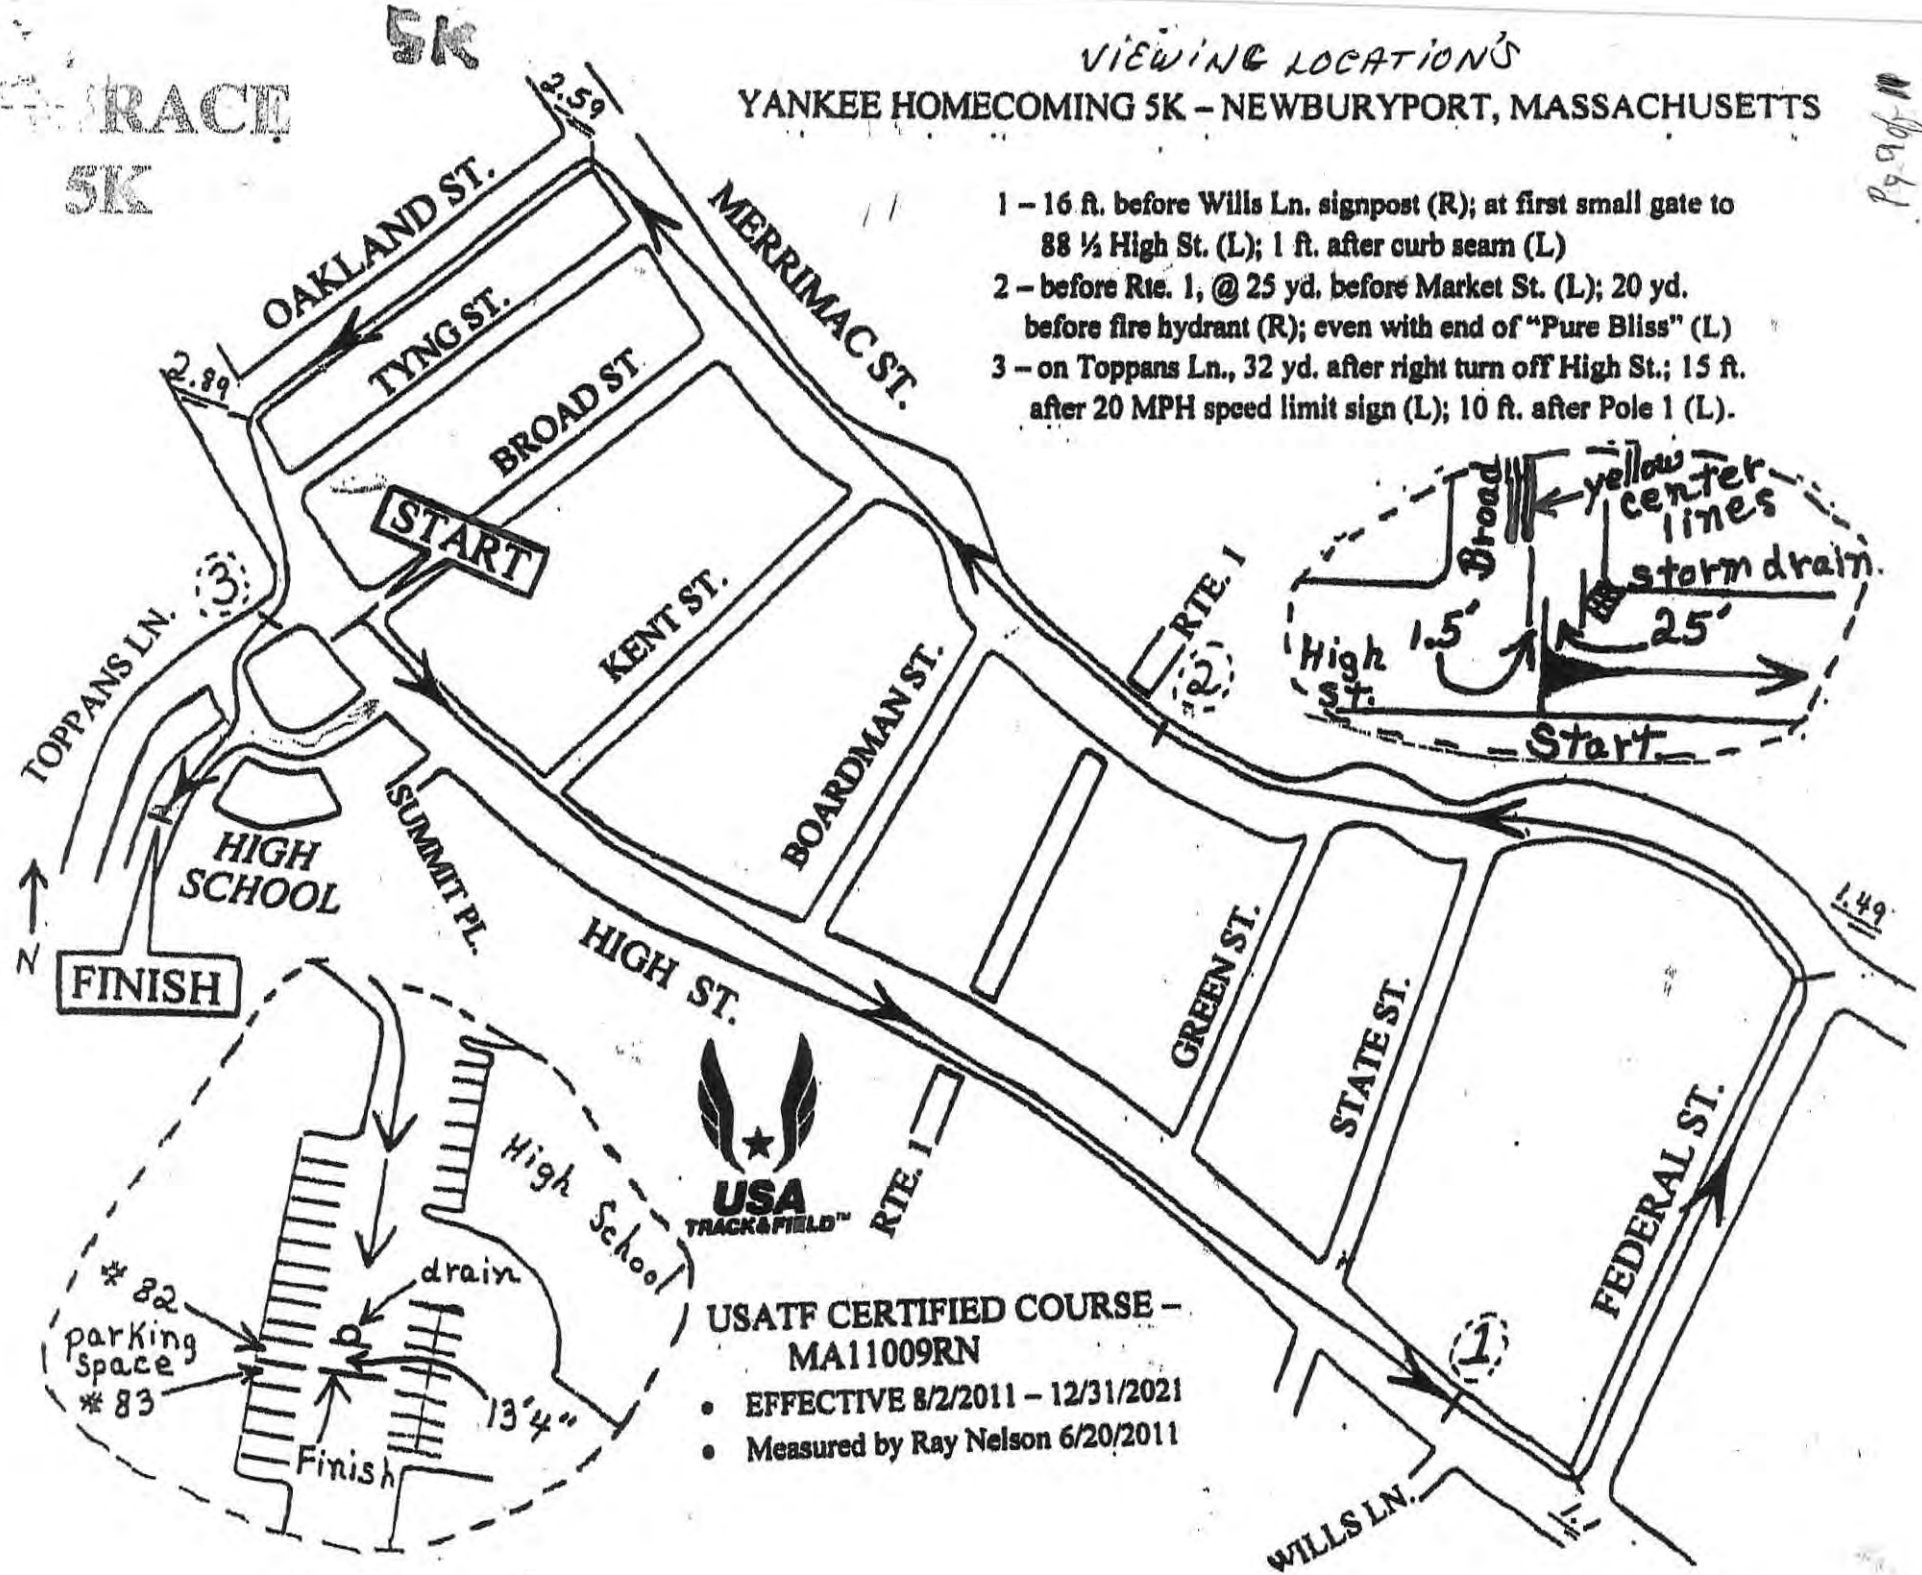 5K
RACE
5K
VIEWING LOCATION'S
YANKEE HOMECOMING 5K – NEWBURYPORT, MASSACHUSETTS
1 – 16 ft. before Wills Ln. signpost (R); at first small gate to
88 ½ High St. (L); 1 ft. after curb seam (L)
2 – before Rte. 1, @ 25 yd. before Market St. (L); 20 yd.
before fire hydrant (R); even with end of "Pure Bliss" (L)
3 – on Toppans Ln., 32 yd. after right turn off High St.; 15 ft.
after 20 MPH speed limit sign (L); 10 ft. after Pole 1 (L).
2.59
OAKLAND ST.
MERRIMAC ST.
TYNG ST.
2.89
BROAD ST.
START
3
TOPPANS LN.
KENT ST.
BOARDMAN ST.
RTE. 1
2
Broad
yellow
center
lines
storm drain.
1.5'
25'
High
St.
Start
HIGH
SCHOOL
SUMMIT PL.
N
FINISH
HIGH ST.
GREEN ST.
STATE ST.
1.49
FEDERAL ST.
RTE. 1
1
WILLS LN.
1.1
High School
drain
# 82
parking
space
# 83
13'4"
Finish
USA
TRACK&FIELD™
USATF CERTIFIED COURSE –
MA11009RN
• EFFECTIVE 8/2/2011 – 12/31/2021
• Measured by Ray Nelson 6/20/2011